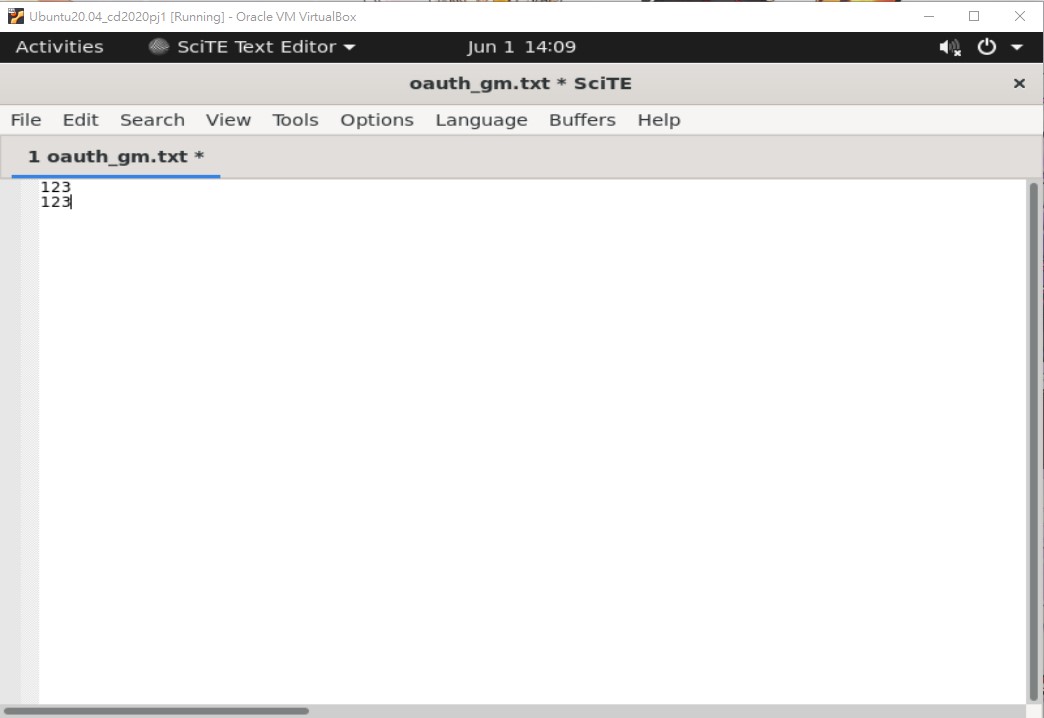 Ubuntu20.04_cd2020pj1 [Running] - Oracle VM VirtualBox
Activities SciTE Text Editor Jun 1 14:09
oauth_gm.txt * SciTE
File Edit Search View Tools Options Language Buffers Help
1 oauth_gm.txt *
123
123